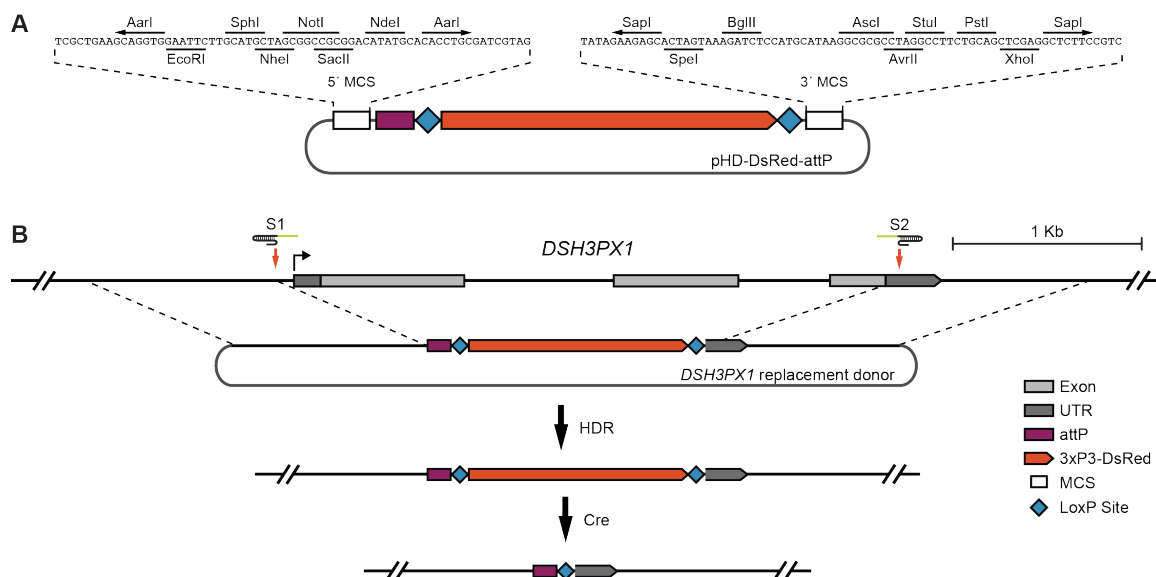 A
AarI SphI NotI NdeI AarI
TCGCTGAAGCAGGTGGAATTCTTGCATGCTAGCGGCCGCGGACATATGCACACCTGCGATCGTAG
EcoRI NheI SacII
SapI BglII AscI StuI PstI SapI
TATAGAAGAGCACTAGTAAAGATCTCCATGCATAAGGCGCGCCTAGGCCTTCTGCAGCTCGAGGCTCTTCCGTC
SpeI AvrII XhoI
5´ MCS 3´ MCS
pHD-DsRed-attP
B
S1 DSH3PX1 S2 1 Kb
DSH3PX1 replacement donor
HDR
Cre
Exon
UTR
attP
3xP3-DsRed
MCS
LoxP Site